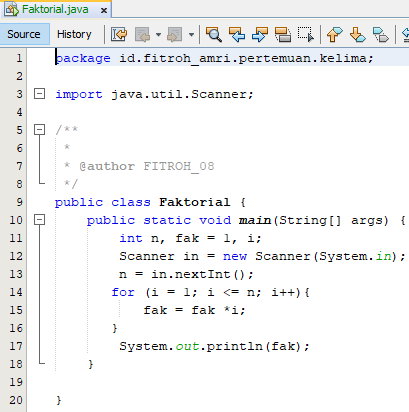 Faktorial.java
Source History
1 package id.fitroh_amri.pertemuan.kelima;
2
3 import java.util.Scanner;
4
5 /**
6 *
7 * @author FITROH_08
8 */
9 public class Faktorial {
10 public static void main(String[] args) {
11 int n, fak = 1, i;
12 Scanner in = new Scanner(System.in);
13 n = in.nextInt();
14 for (i = 1; i <= n; i++){
15 fak = fak *i;
16 }
17 System.out.println(fak);
18 }
19
20 }